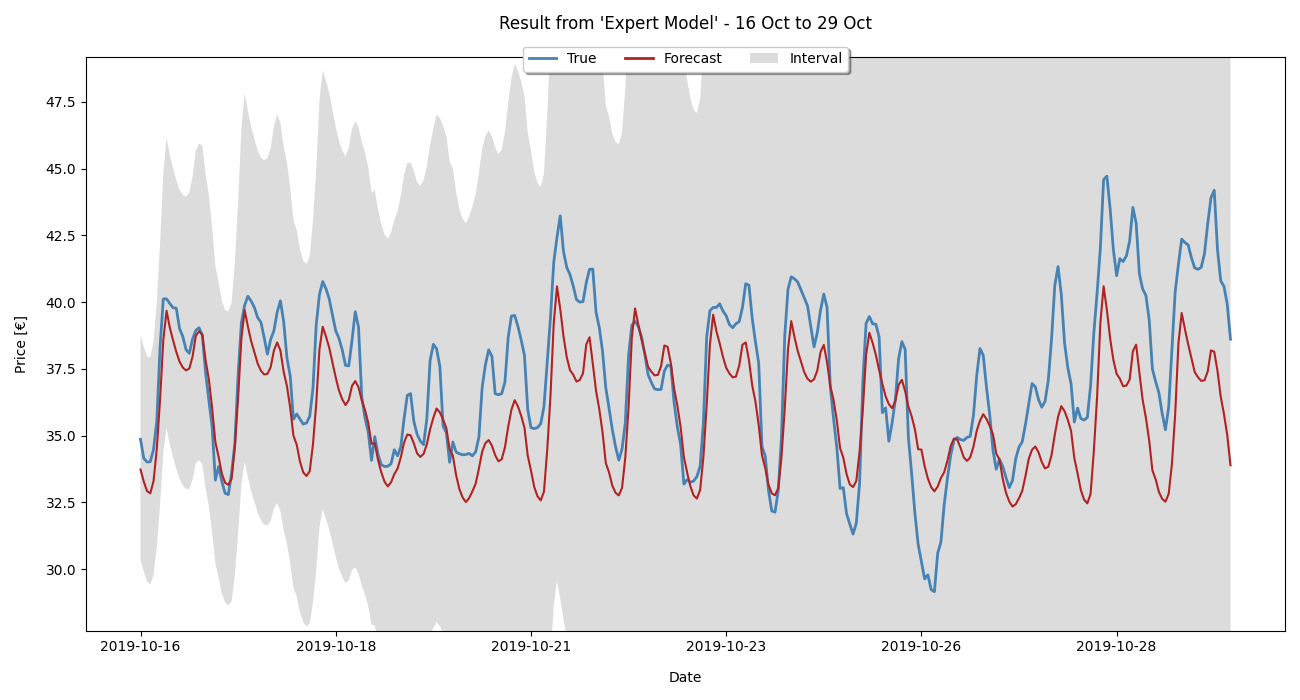 Result from 'Expert Model' - 16 Oct to 29 Oct
True Forecast Interval
47.5
45.0
42.5
40.0
37.5
35.0
32.5
30.0
Price [€]
2019-10-16 2019-10-18 2019-10-21 2019-10-23 2019-10-26 2019-10-28
Date